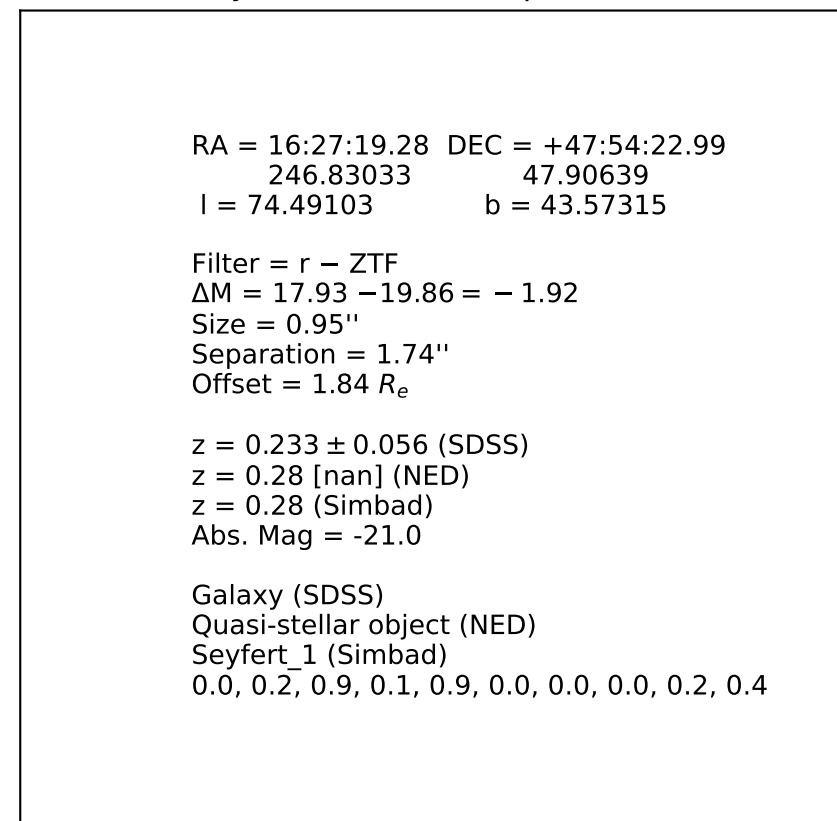 RA = 16:27:19.28 DEC = +47:54:22.99
246.83033 47.90639
l = 74.49103 b = 43.57315
Filter = r − ZTF
ΔM = 17.93 −19.86 = − 1.92
Size = 0.95''
Separation = 1.74''
Offset = 1.84 Re
z = 0.233 ± 0.056 (SDSS)
z = 0.28 [nan] (NED)
z = 0.28 (Simbad)
Abs. Mag = -21.0
Galaxy (SDSS)
Quasi-stellar object (NED)
Seyfert_1 (Simbad)
0.0, 0.2, 0.9, 0.1, 0.9, 0.0, 0.0, 0.0, 0.2, 0.4